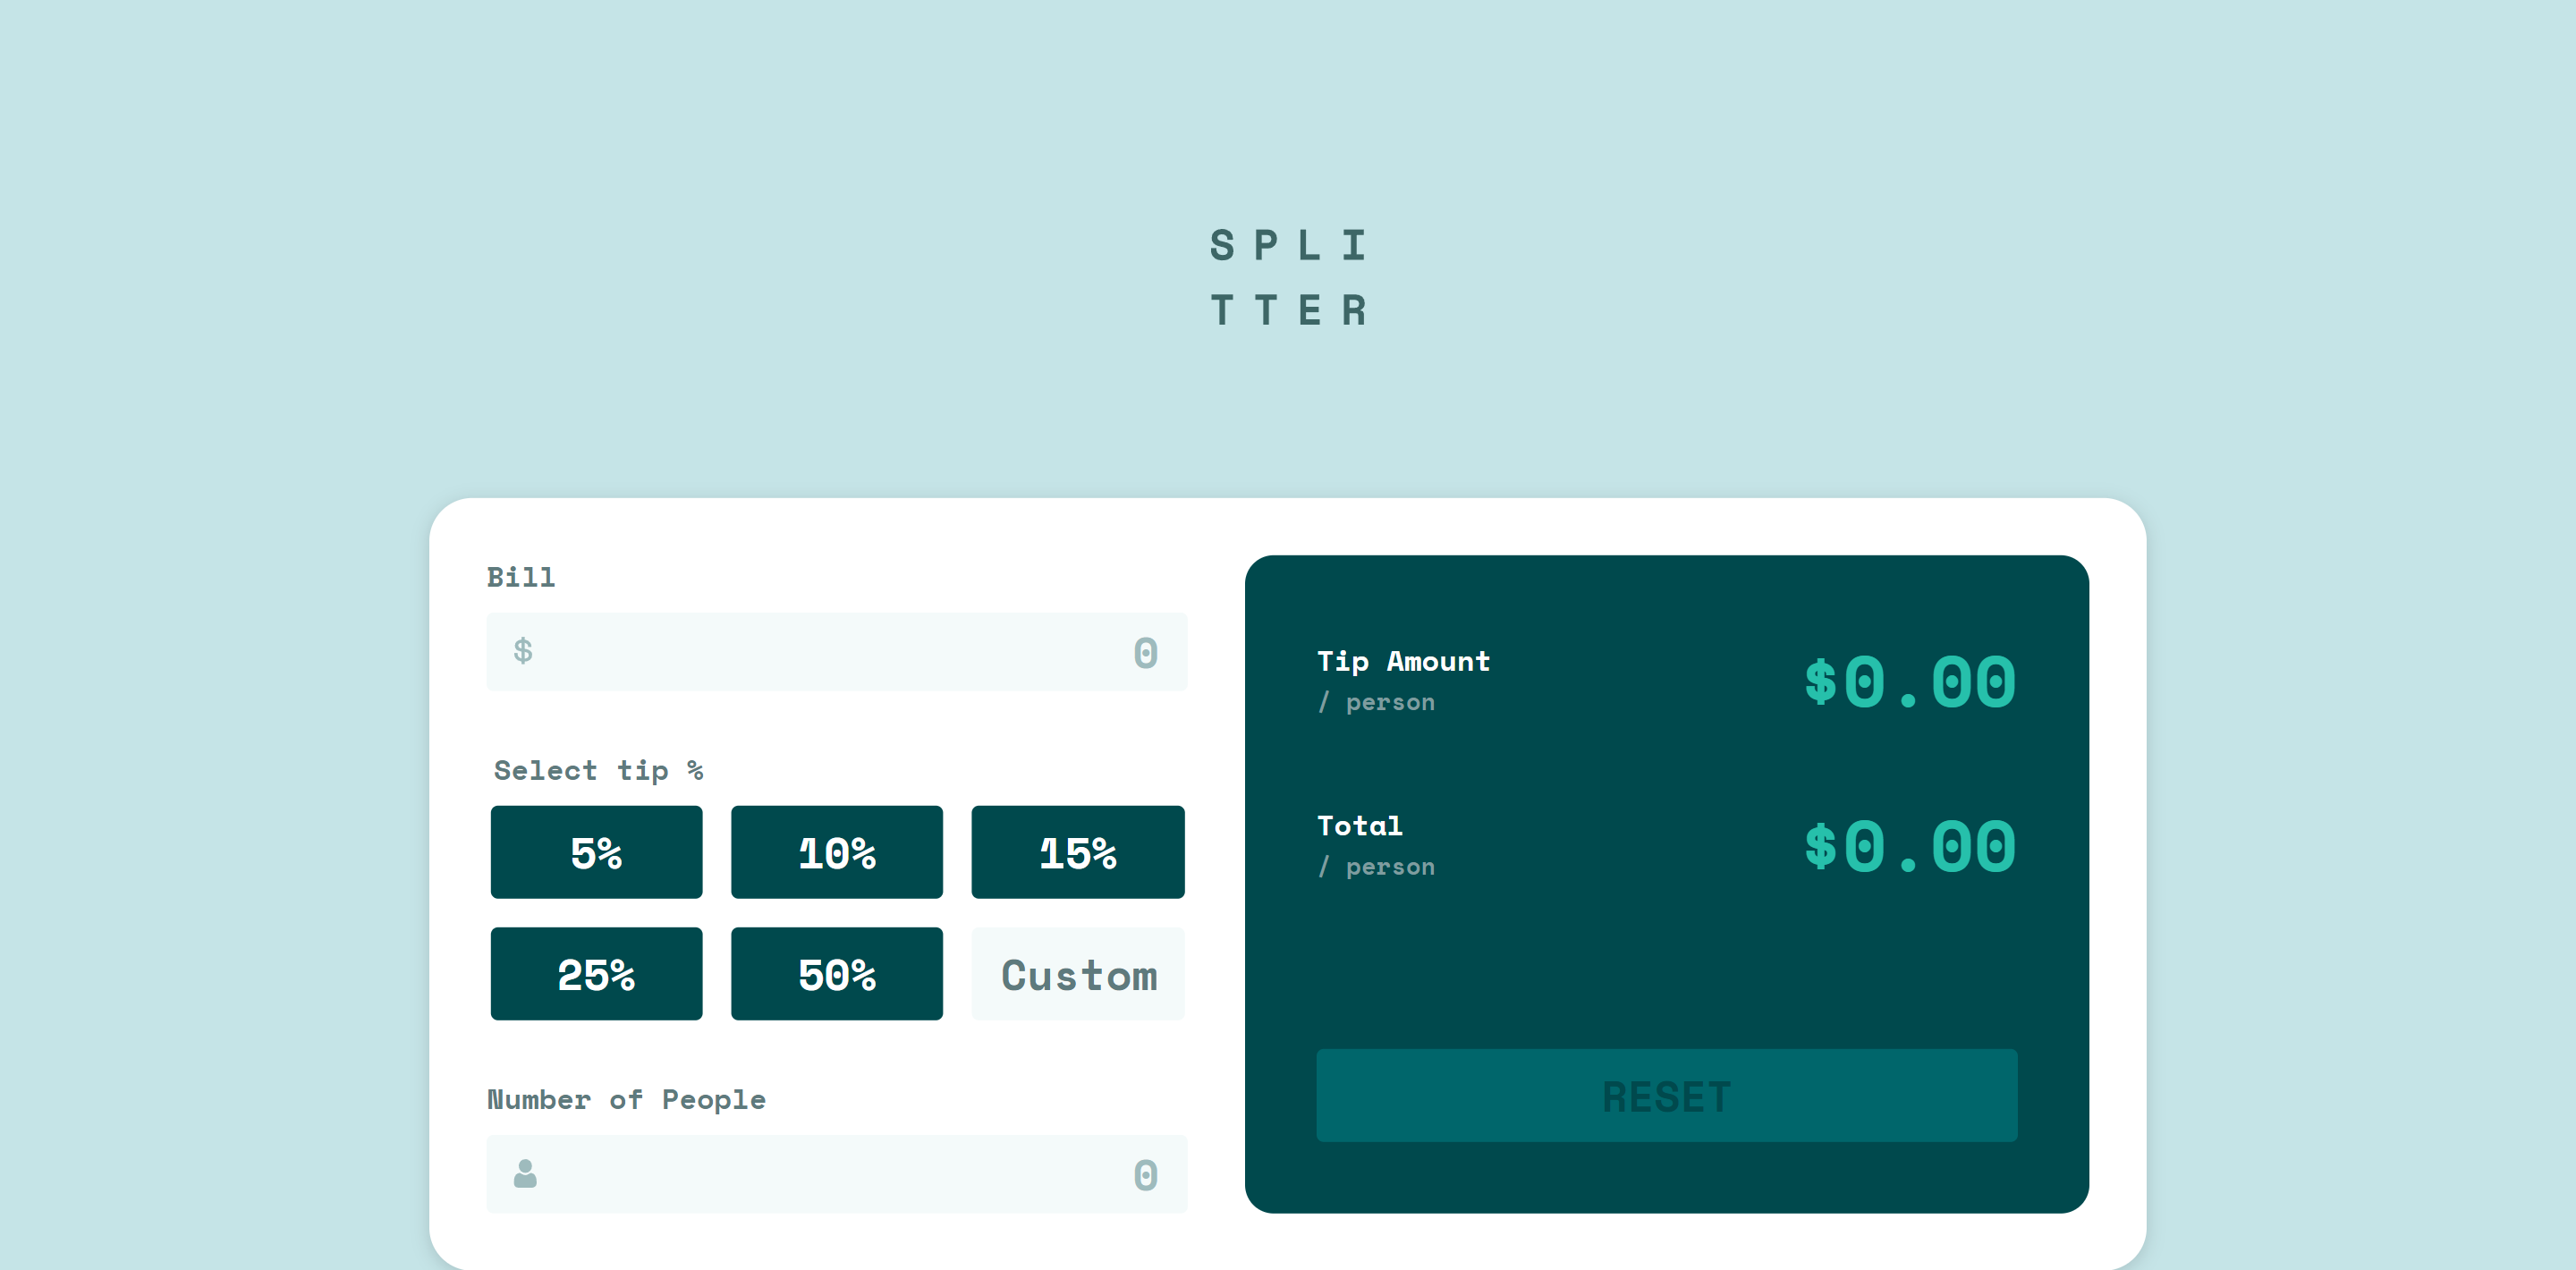 S P L I
T T E R
Bill
$ 0
Select tip %
5% 10% 15%
25% 50% Custom
Number of People
0
Tip Amount
/ person
$0.00
Total
/ person
$0.00
RESET